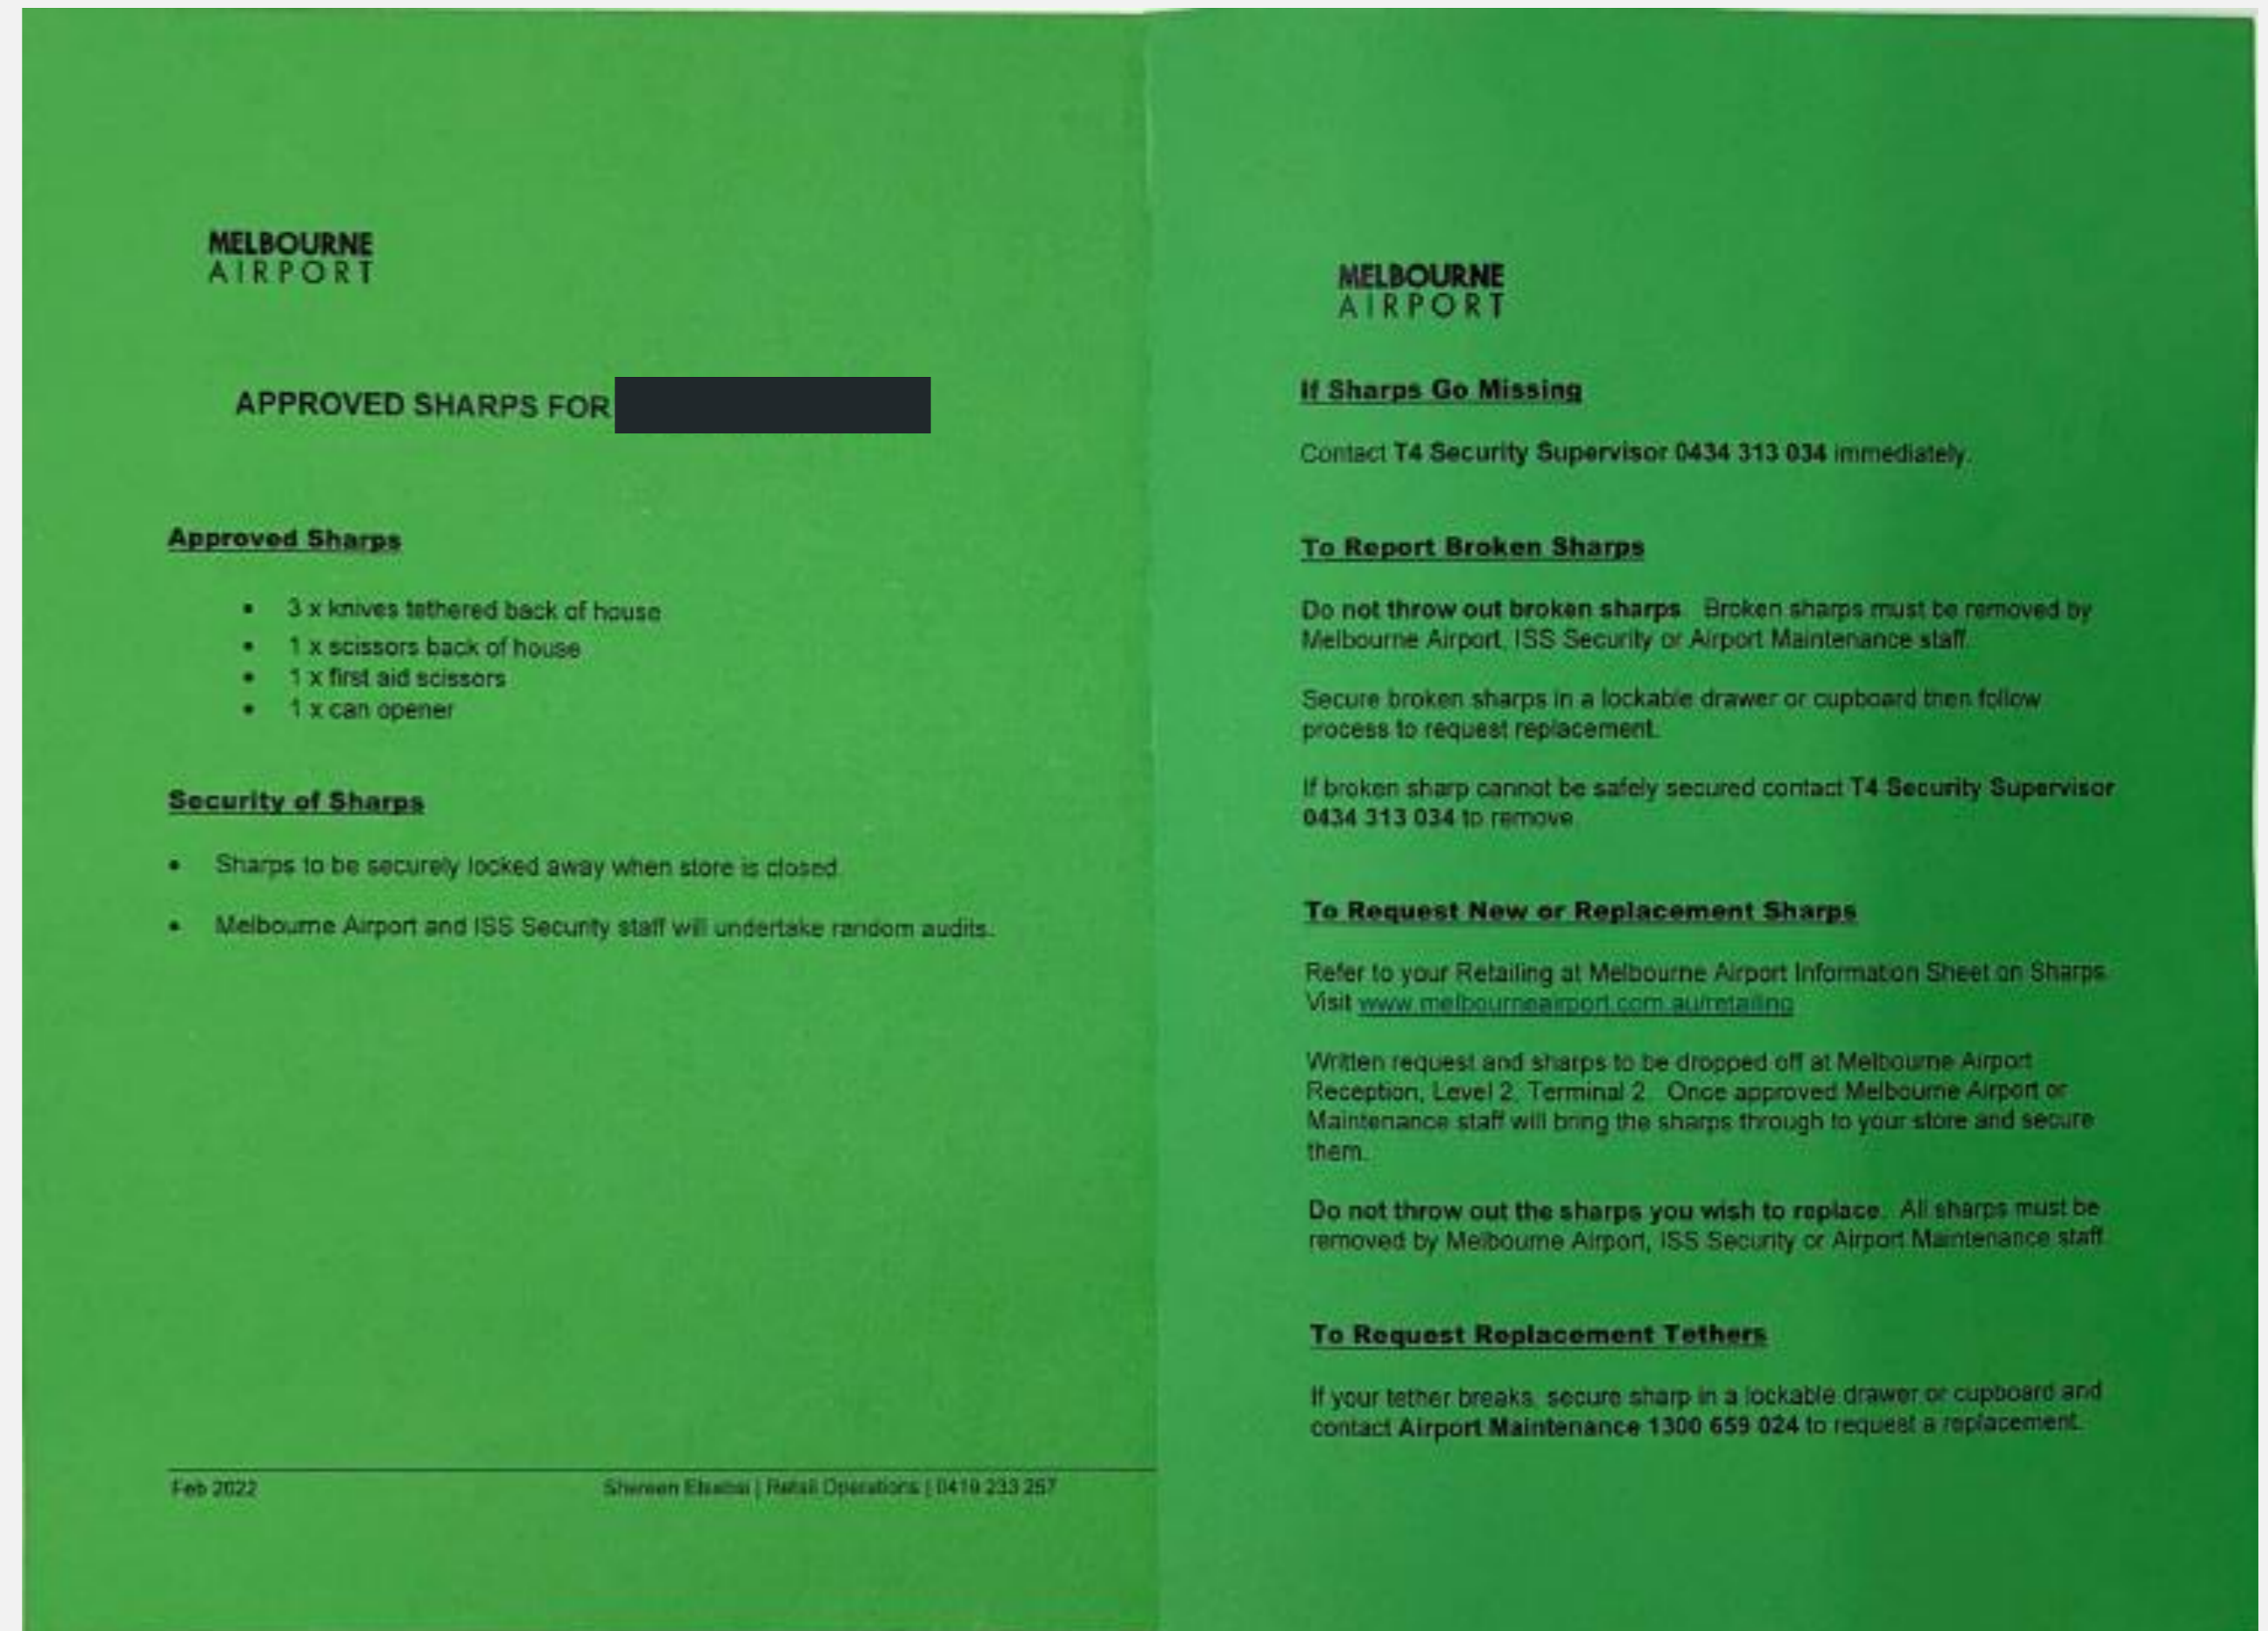 MELBOURNE
AIRPORT
APPROVED SHARPS FOR
Approved Sharps
• 3 x knives tethered back of house
• 1 x scissors back of house
• 1 x first aid scissors
• 1 x can opener
Security of Sharps
• Sharps to be securely locked away when store is closed.
• Melbourne Airport and ISS Security staff will undertake random audits.
Feb 2022
Shereen | Retail Operations | 0419 233 257
MELBOURNE
AIRPORT
If Sharps Go Missing
Contact T4 Security Supervisor 0434 313 034 immediately.
To Report Broken Sharps
Do not throw out broken sharps. Broken sharps must be removed by
Melbourne Airport, ISS Security or Airport Maintenance staff.
Secure broken sharps in a lockable drawer or cupboard then follow
process to request replacement.
If broken sharp cannot be safely secured contact T4 Security Supervisor
0434 313 034 to remove.
To Request New or Replacement Sharps
Refer to your Retailing at Melbourne Airport Information Sheet on Sharps.
Visit www.melbourneairport.com.au/retailing
Written request and sharps to be dropped off at Melbourne Airport
Reception, Level 2, Terminal 2. Once approved Melbourne Airport or
Maintenance staff will bring the sharps through to your store and secure
them.
Do not throw out the sharps you wish to replace. All sharps must be
removed by Melbourne Airport, ISS Security or Airport Maintenance staff.
To Request Replacement Tethers
If your tether breaks, secure sharp in a lockable drawer or cupboard and
contact Airport Maintenance 1300 659 024 to request a replacement.